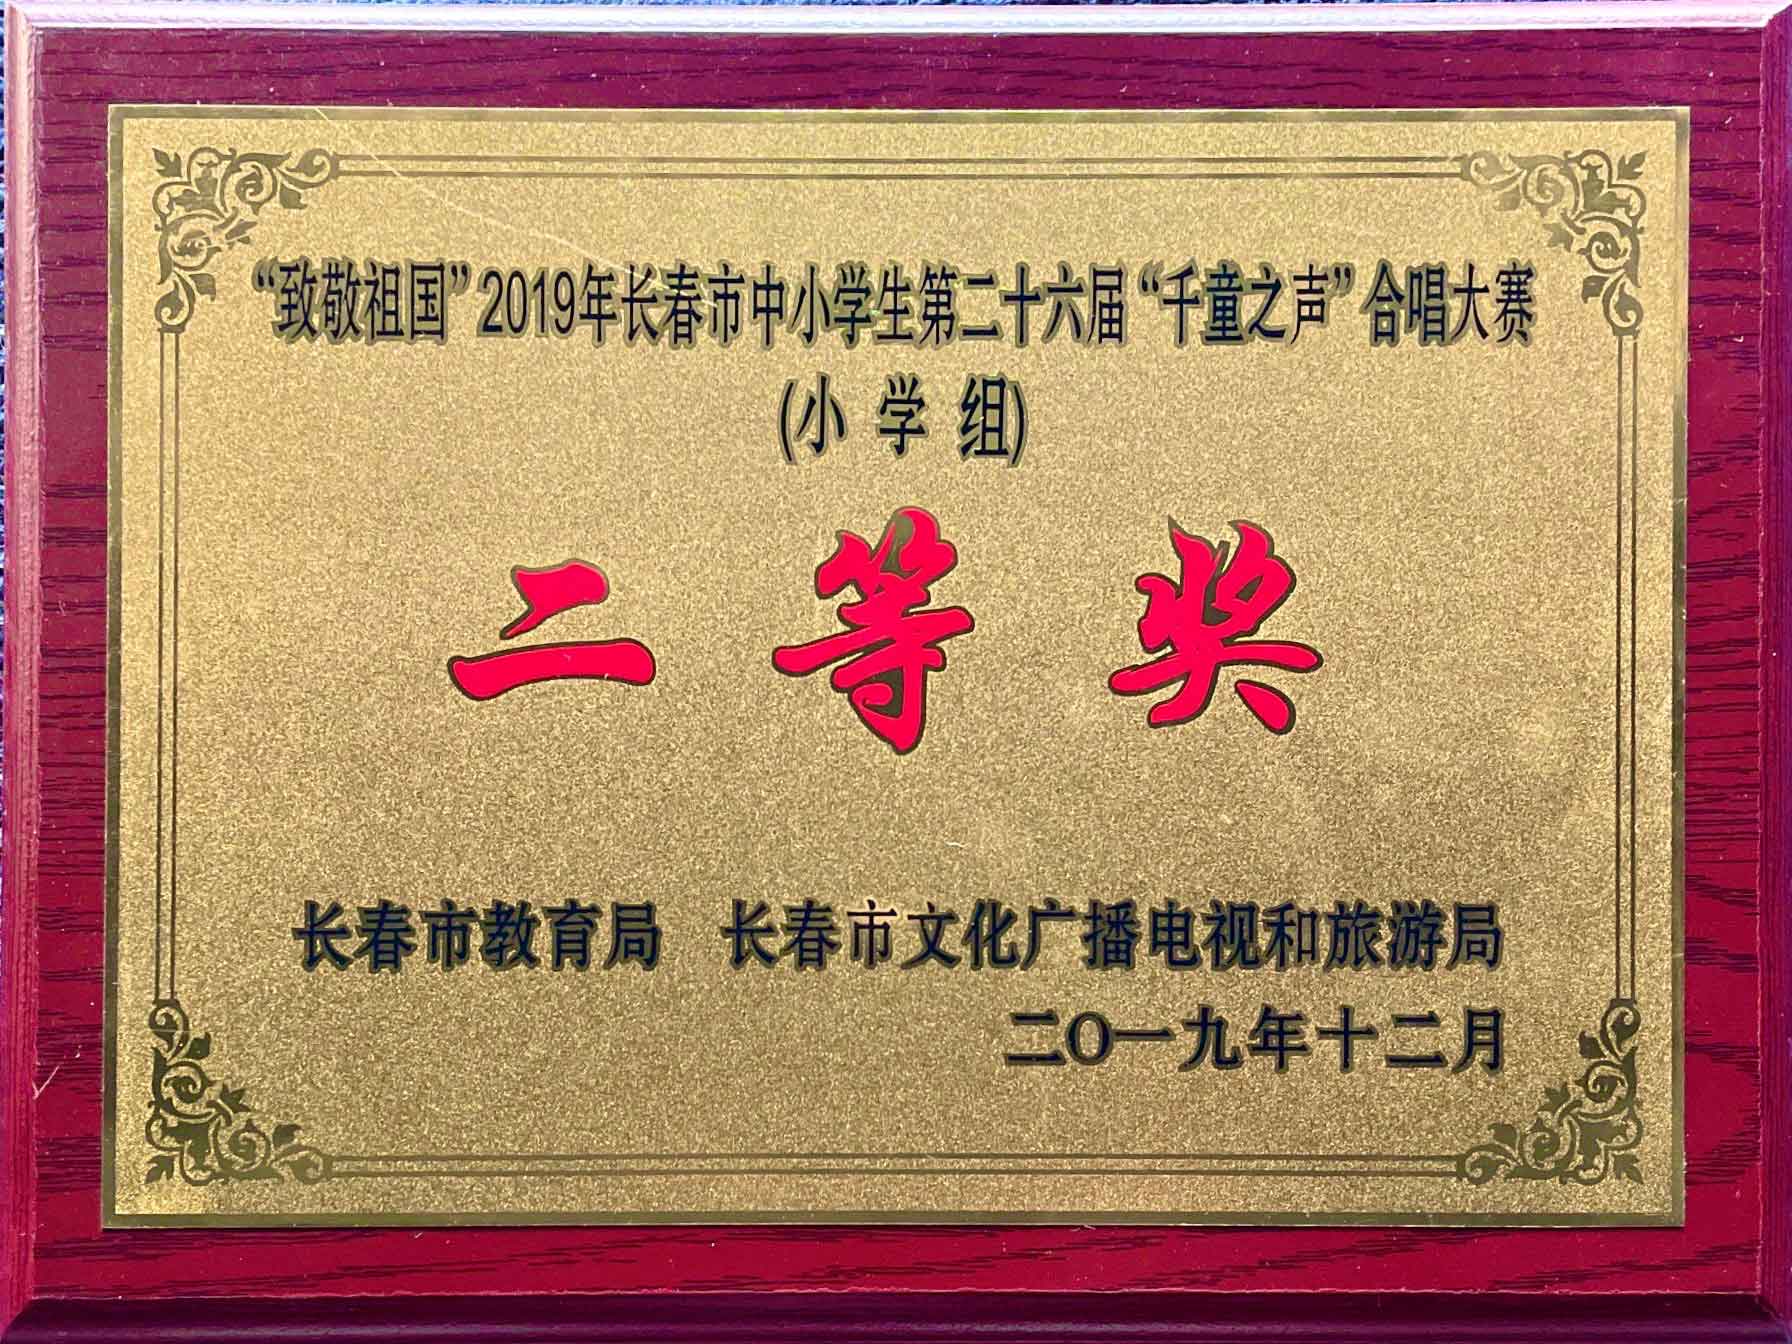 “致敬祖国”2019年长春市中小学生第二十六届“千童之声”合唱大赛
(小学组)
二等奖
长春市教育局 长春市文化广播电视和旅游局
二O一九年十二月